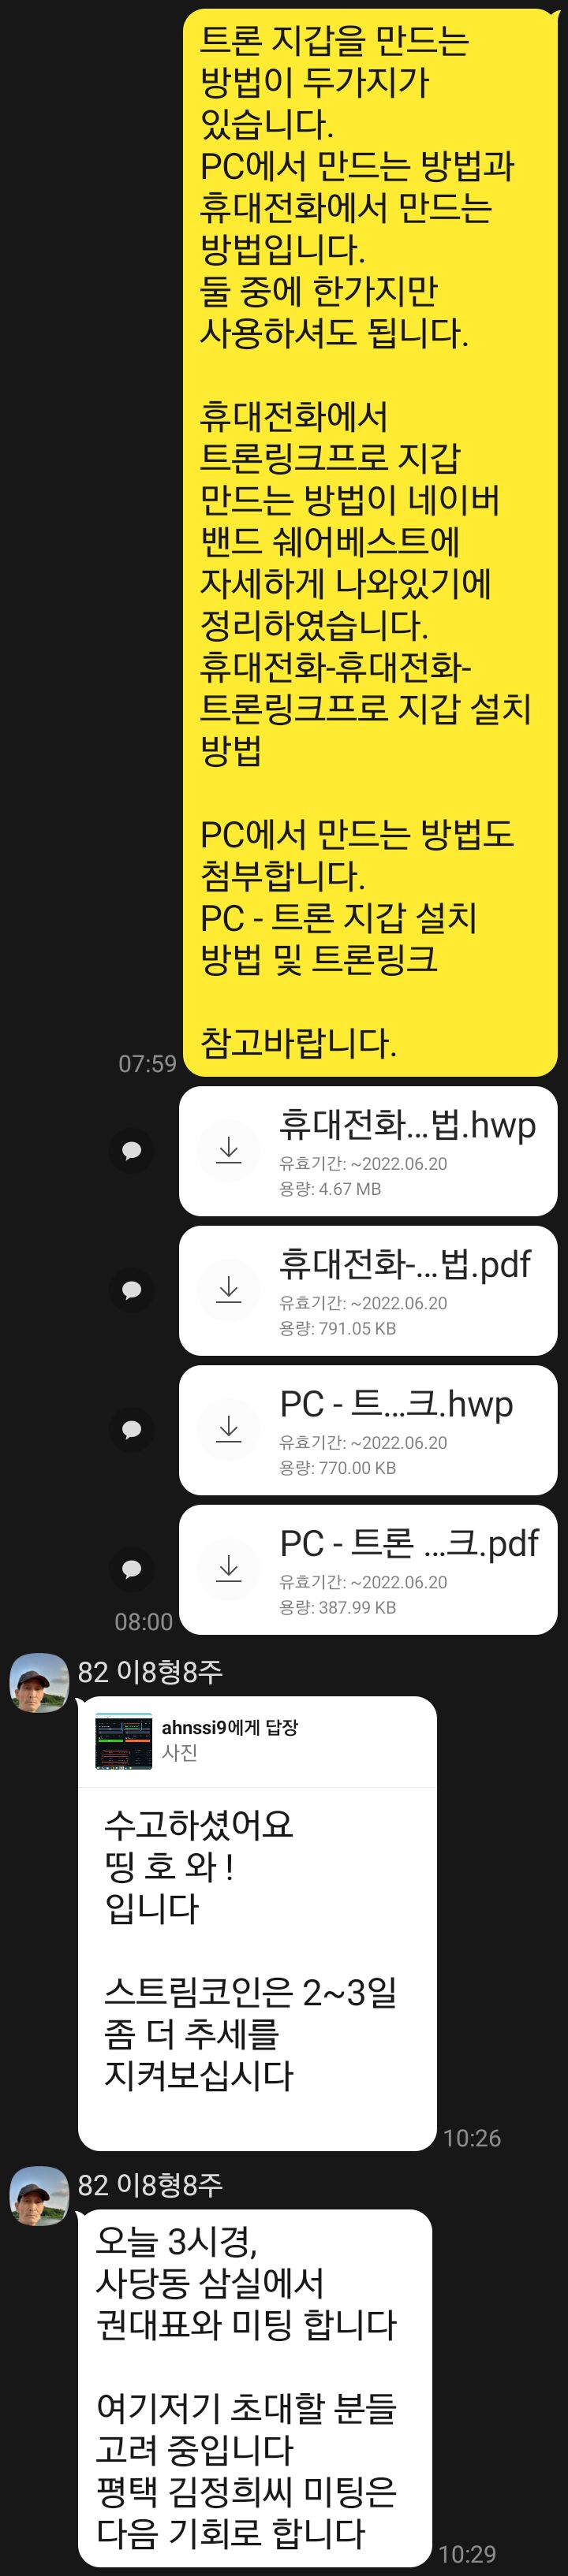 트론 지갑을 만드는
방법이 두가지가
있습니다.
PC에서 만드는 방법과
휴대전화에서 만드는
방법입니다.
둘 중에 한가지만
사용하셔도 됩니다.
휴대전화에서
트론링크프로 지갑
만드는 방법이 네이버
밴드 쉐어베스트에
자세하게 나와있기에
정리하였습니다.
휴대전화-휴대전화-
트론링크프로 지갑 설치
방법
PC에서 만드는 방법도
첨부합니다.
PC - 트론 지갑 설치
방법 및 트론링크
참고바랍니다.
07:59
휴대전화...법.hwp
유효기간: ~2022.06.20
용량: 4.67 MB
휴대전화-...법.pdf
유효기간: ~2022.06.20
용량: 791.05 KB
PC - 트...크.hwp
유효기간: ~2022.06.20
용량: 770.00 KB
PC - 트론 ...크.pdf
유효기간: ~2022.06.20
용량: 387.99 KB
08:00
82 이8형8주
ahnssi9에게 답장
사진
수고하셨어요
띵 호 와 !
입니다
스트림코인은 2~3일
좀 더 추세를
지켜보십시다
10:26
82 이8형8주
오늘 3시경,
사당동 삼실에서
권대표와 미팅 합니다
여기저기 초대할 분들
고려 중입니다
평택 김정희씨 미팅은
다음 기회로 합니다
10:29